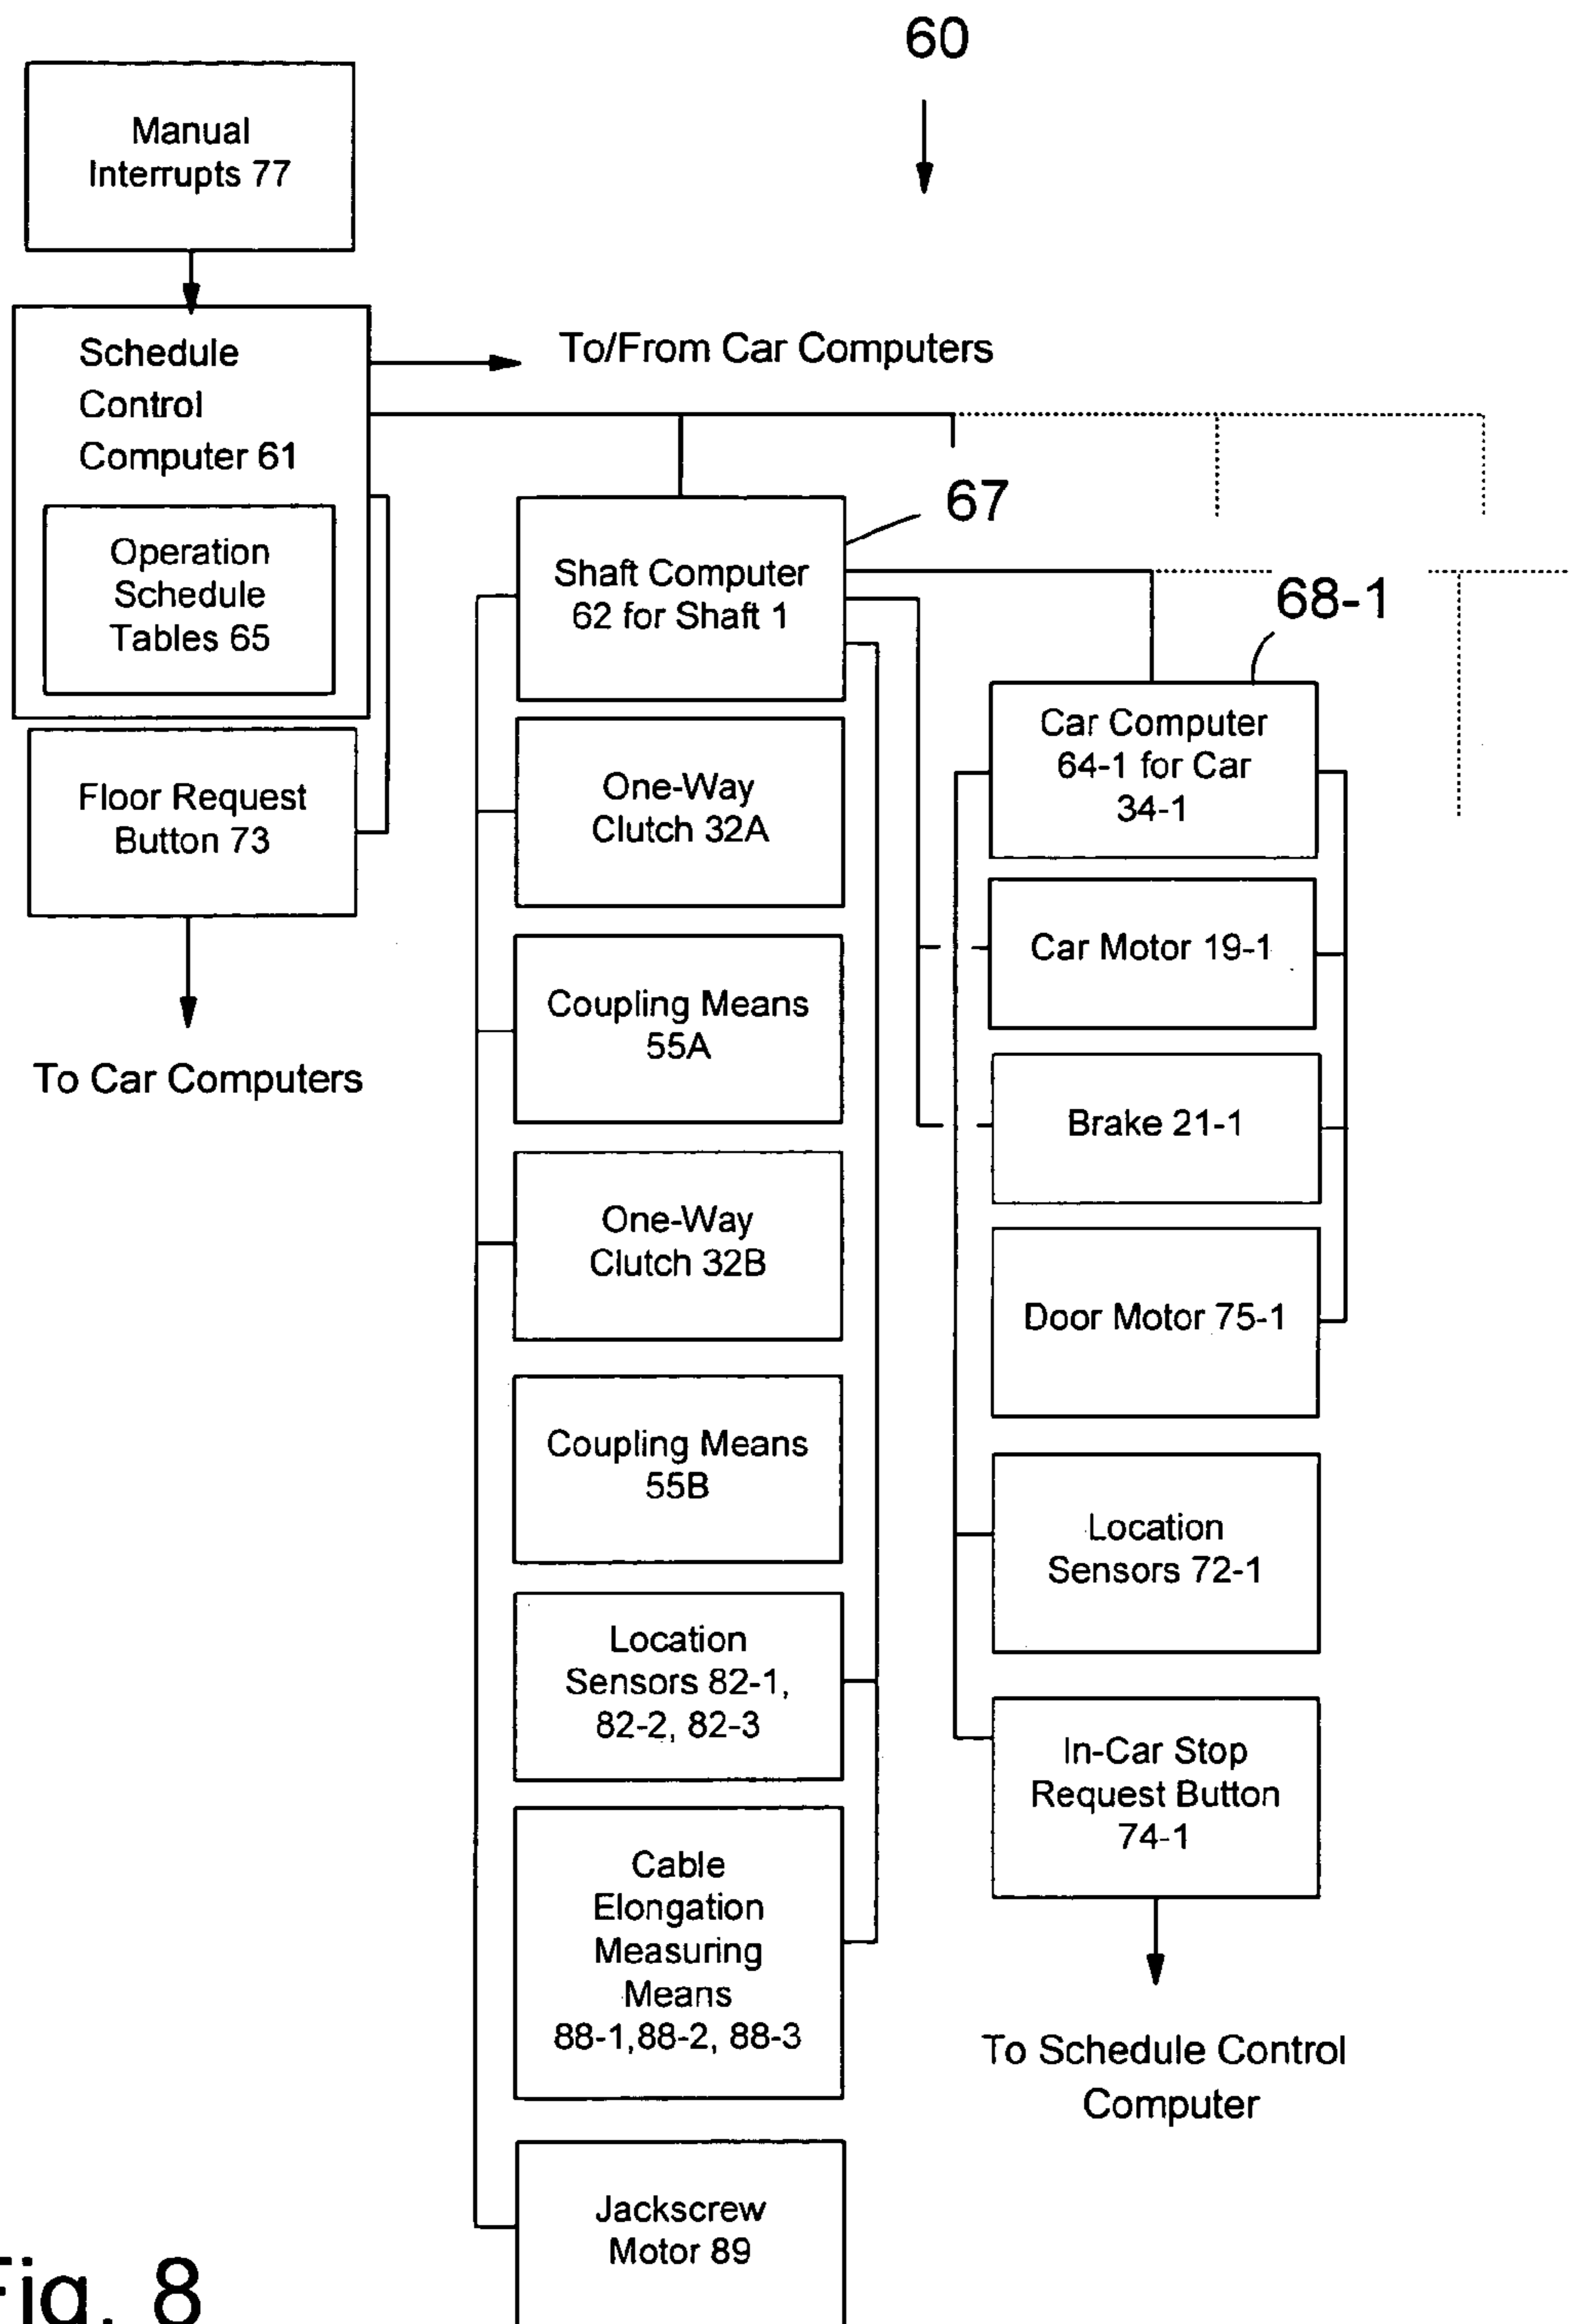 60
Manual
Interrupts 77
Schedule
Control
Computer 61
To/From Car Computers
Operation
Schedule
Tables 65
67
Shaft Computer
62 for Shaft 1
68-1
Floor Request
Button 73
To Car Computers
One-Way
Clutch 32A
Coupling Means
55A
One-Way
Clutch 32B
Coupling Means
55B
Location
Sensors 82-1,
82-2, 82-3
Cable
Elongation
Measuring
Means
88-1,88-2, 88-3
Jackscrew
Motor 89
Car Computer
64-1 for Car
34-1
Car Motor 19-1
Brake 21-1
Door Motor 75-1
Location
Sensors 72-1
In-Car Stop
Request Button
74-1
To Schedule Control
Computer
Fig. 8